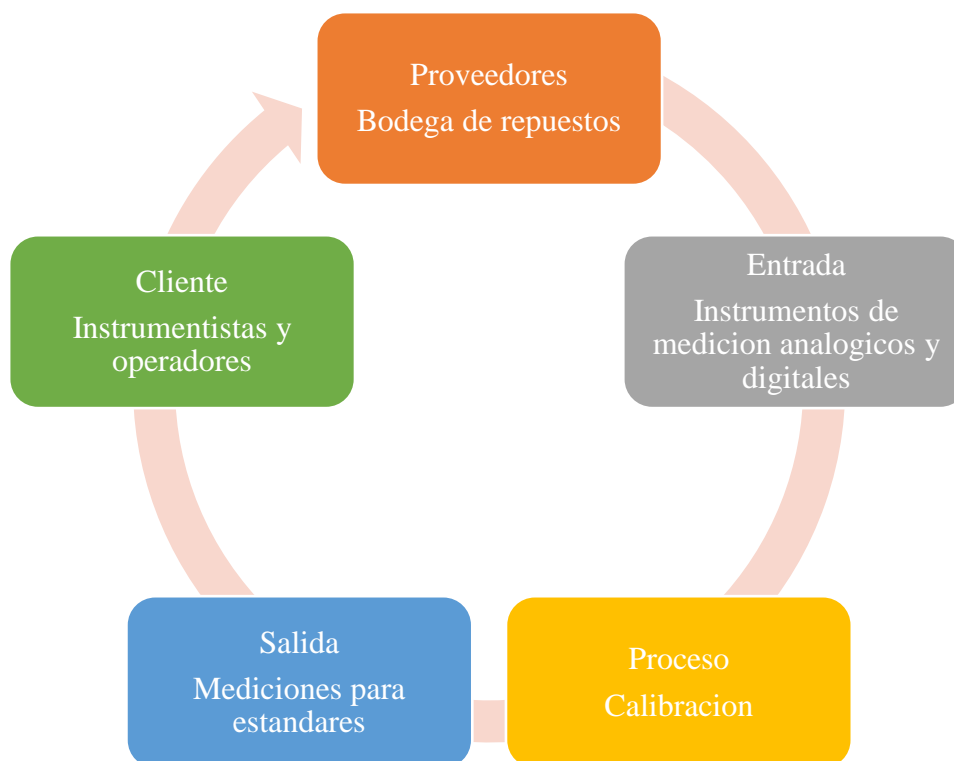 Proveedores
Bodega de repuestos
Entrada
Instrumentos de
medicion analogicos y
digitales
Proceso
Calibracion
Salida
Mediciones para
estandares
Cliente
Instrumentistas y
operadores